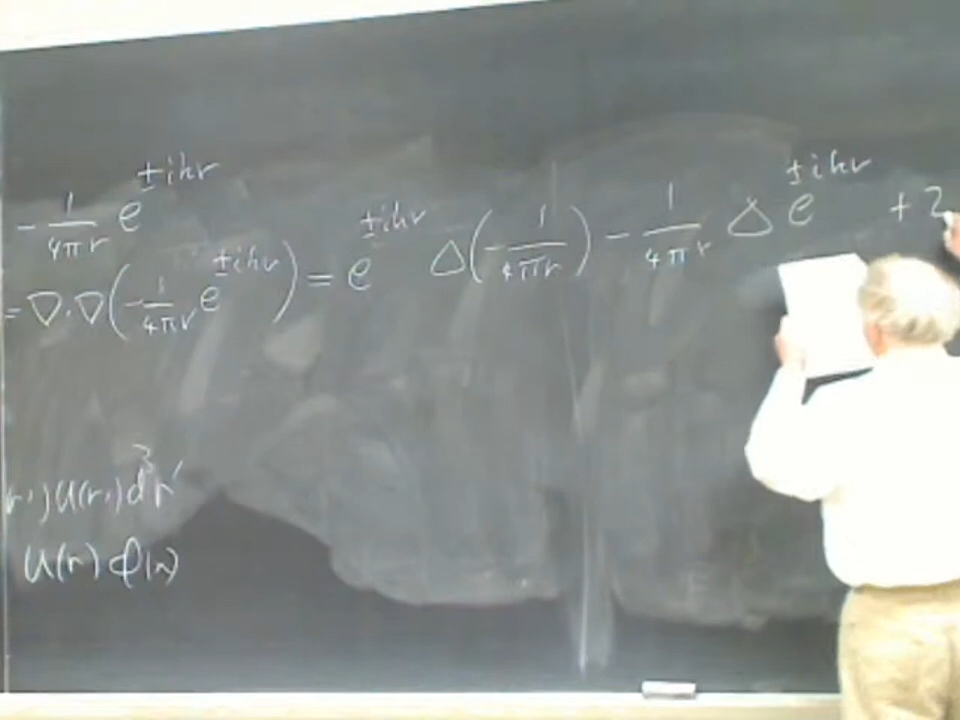 - 1/4πr e^±ikr
= ∇·∇(-1/4πr e^±ikr) = e^±ikr Δ(-1/4πr) - 1/4πr Δ e^±ikr + 2
r')U(r')d³r'
U(r) φ(r)